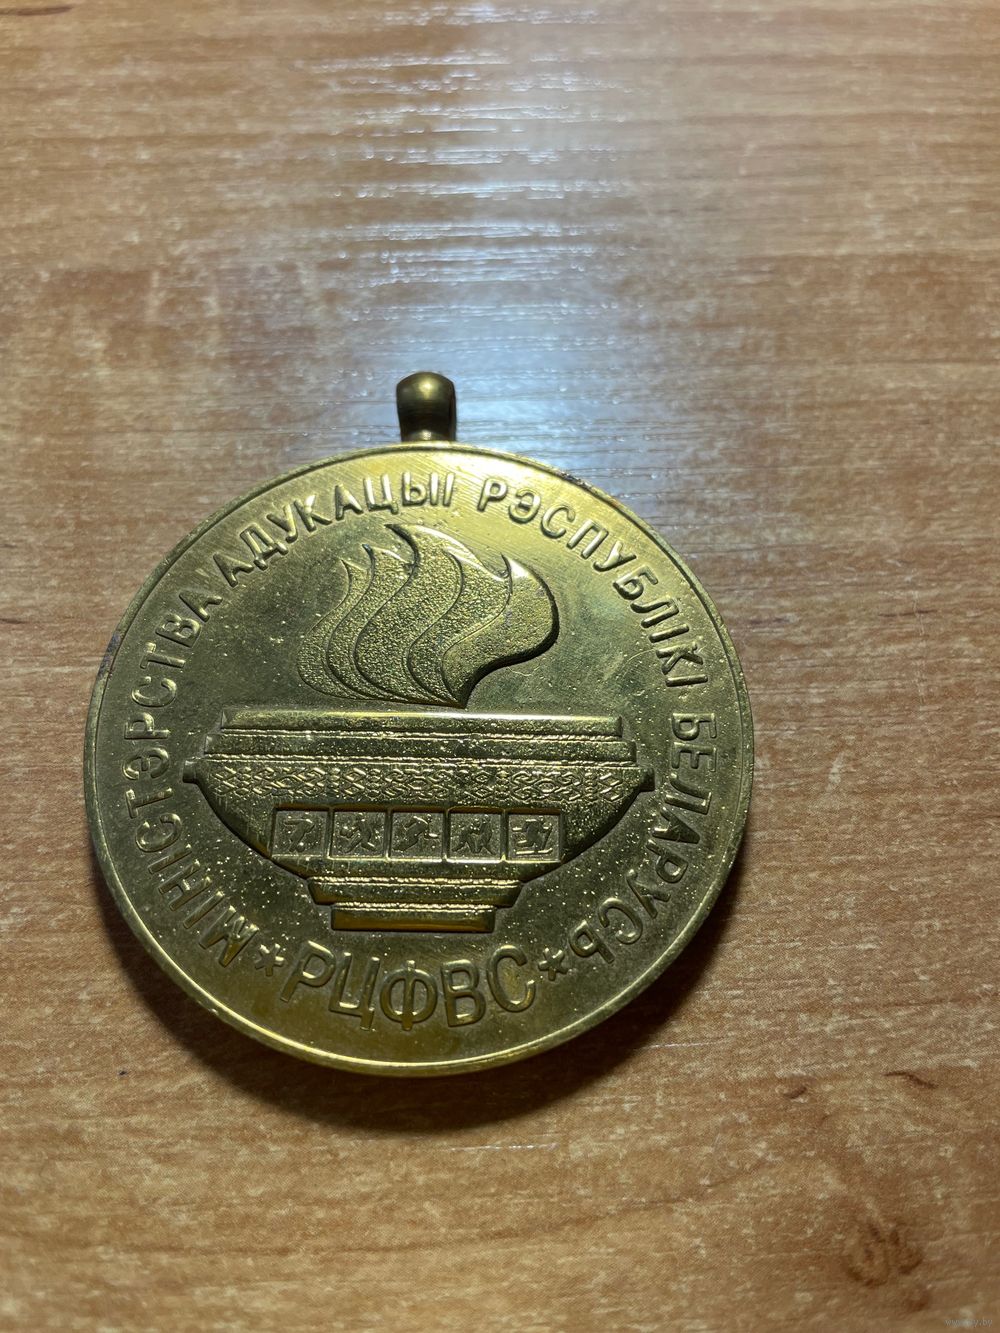 МІНІСТЭРСТВА АДУКАЦЫІ РЭСПУБЛІКІ БЕЛАРУСЬ
* РЦФВС *